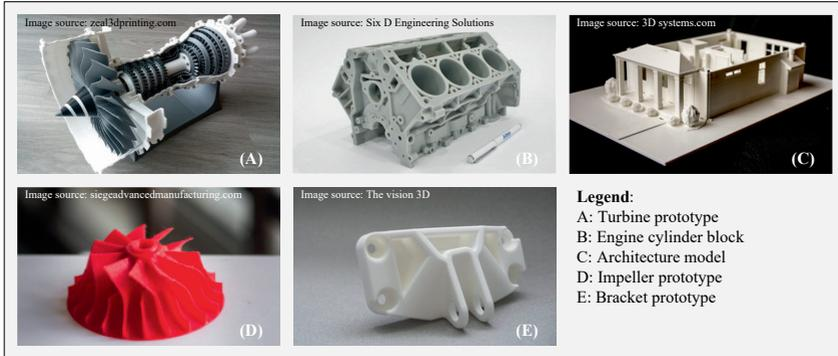 Image source: zeal3dprinting.com
(A)
Image source: Six D Engineering Solutions
(B)
Image source: 3D systems.com
(C)
Image source: siegeadvancedmanufacturing.com
(D)
Image source: The vision 3D
(E)
Legend:
A: Turbine prototype
B: Engine cylinder block
C: Architecture model
D: Impeller prototype
E: Bracket prototype